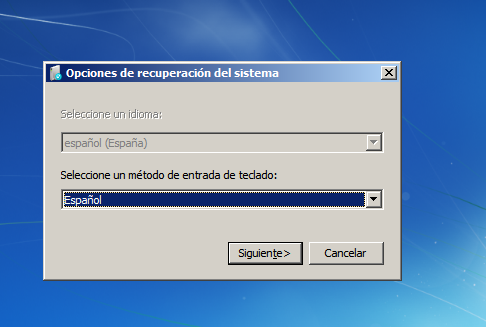 Opciones de recuperación del sistema
Seleccione un idioma:
español (España)
Seleccione un método de entrada de teclado:
Español
Siguiente>
Cancelar